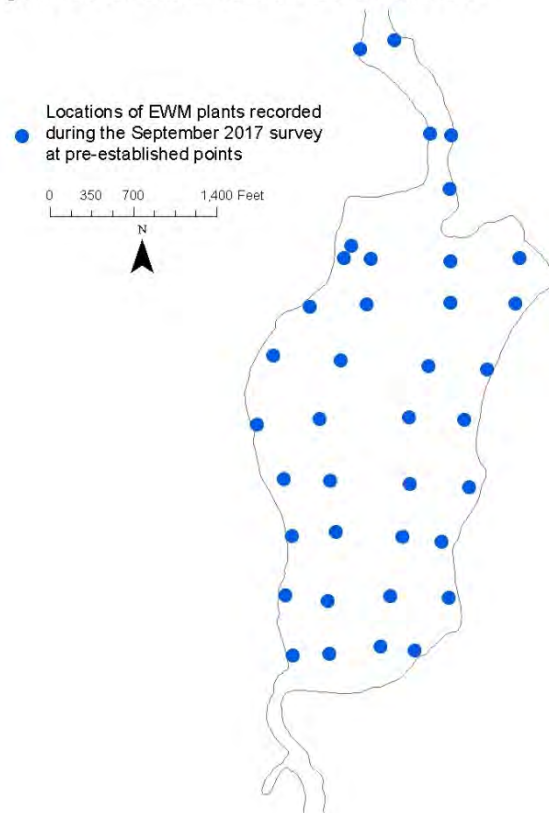 Locations of EWM plants recorded
during the September 2017 survey
at pre-established points
0 350 700 1,400 Feet
N